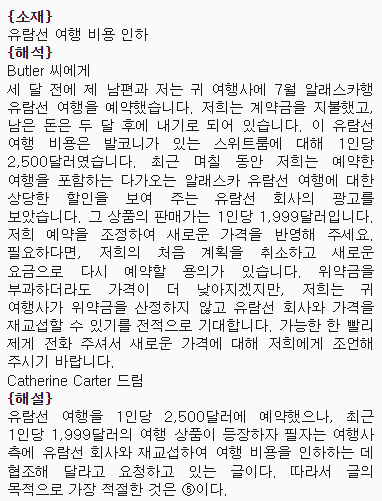 {소재}
유람선 여행 비용 인하
{해석}
Butler 씨에게
세 달 전에 제 남편과 저는 귀 여행사에 7월 알래스카행
유람선 여행을 예약했습니다. 저희는 계약금을 지불했고,
남은 돈은 두 달 후에 내기로 되어 있습니다. 이 유람선
여행 비용은 발코니가 있는 스위트룸에 대해 1인당
2,500달러였습니다. 최근 며칠 동안 저희는 예약한
여행을 포함하는 다가오는 알래스카 유람선 여행에 대한
상당한 할인을 보여 주는 유람선 회사의 광고를
보았습니다. 그 상품의 판매가는 1인당 1,999달러입니다.
저희 예약을 조정하여 새로운 가격을 반영해 주세요.
필요하다면, 저희의 처음 계획을 취소하고 새로운
요금으로 다시 예약할 용의가 있습니다. 위약금을
부과하더라도 가격이 더 낮아지겠지만, 저희는 귀
여행사가 위약금을 산정하지 않고 유람선 회사와 가격을
재교섭할 수 있기를 전적으로 기대합니다. 가능한 한 빨리
제게 전화 주셔서 새로운 가격에 대해 저희에게 조언해
주시기 바랍니다.
Catherine Carter 드림
{해설}
유람선 여행을 1인당 2,500달러에 예약했으나, 최근
1인당 1,999달러의 여행 상품이 등장하자 필자는 여행사
측에 유람선 회사와 재교섭하여 여행 비용을 인하하는 데
협조해 달라고 요청하고 있는 글이다. 따라서 글의
목적으로 가장 적절한 것은 ⑤이다.